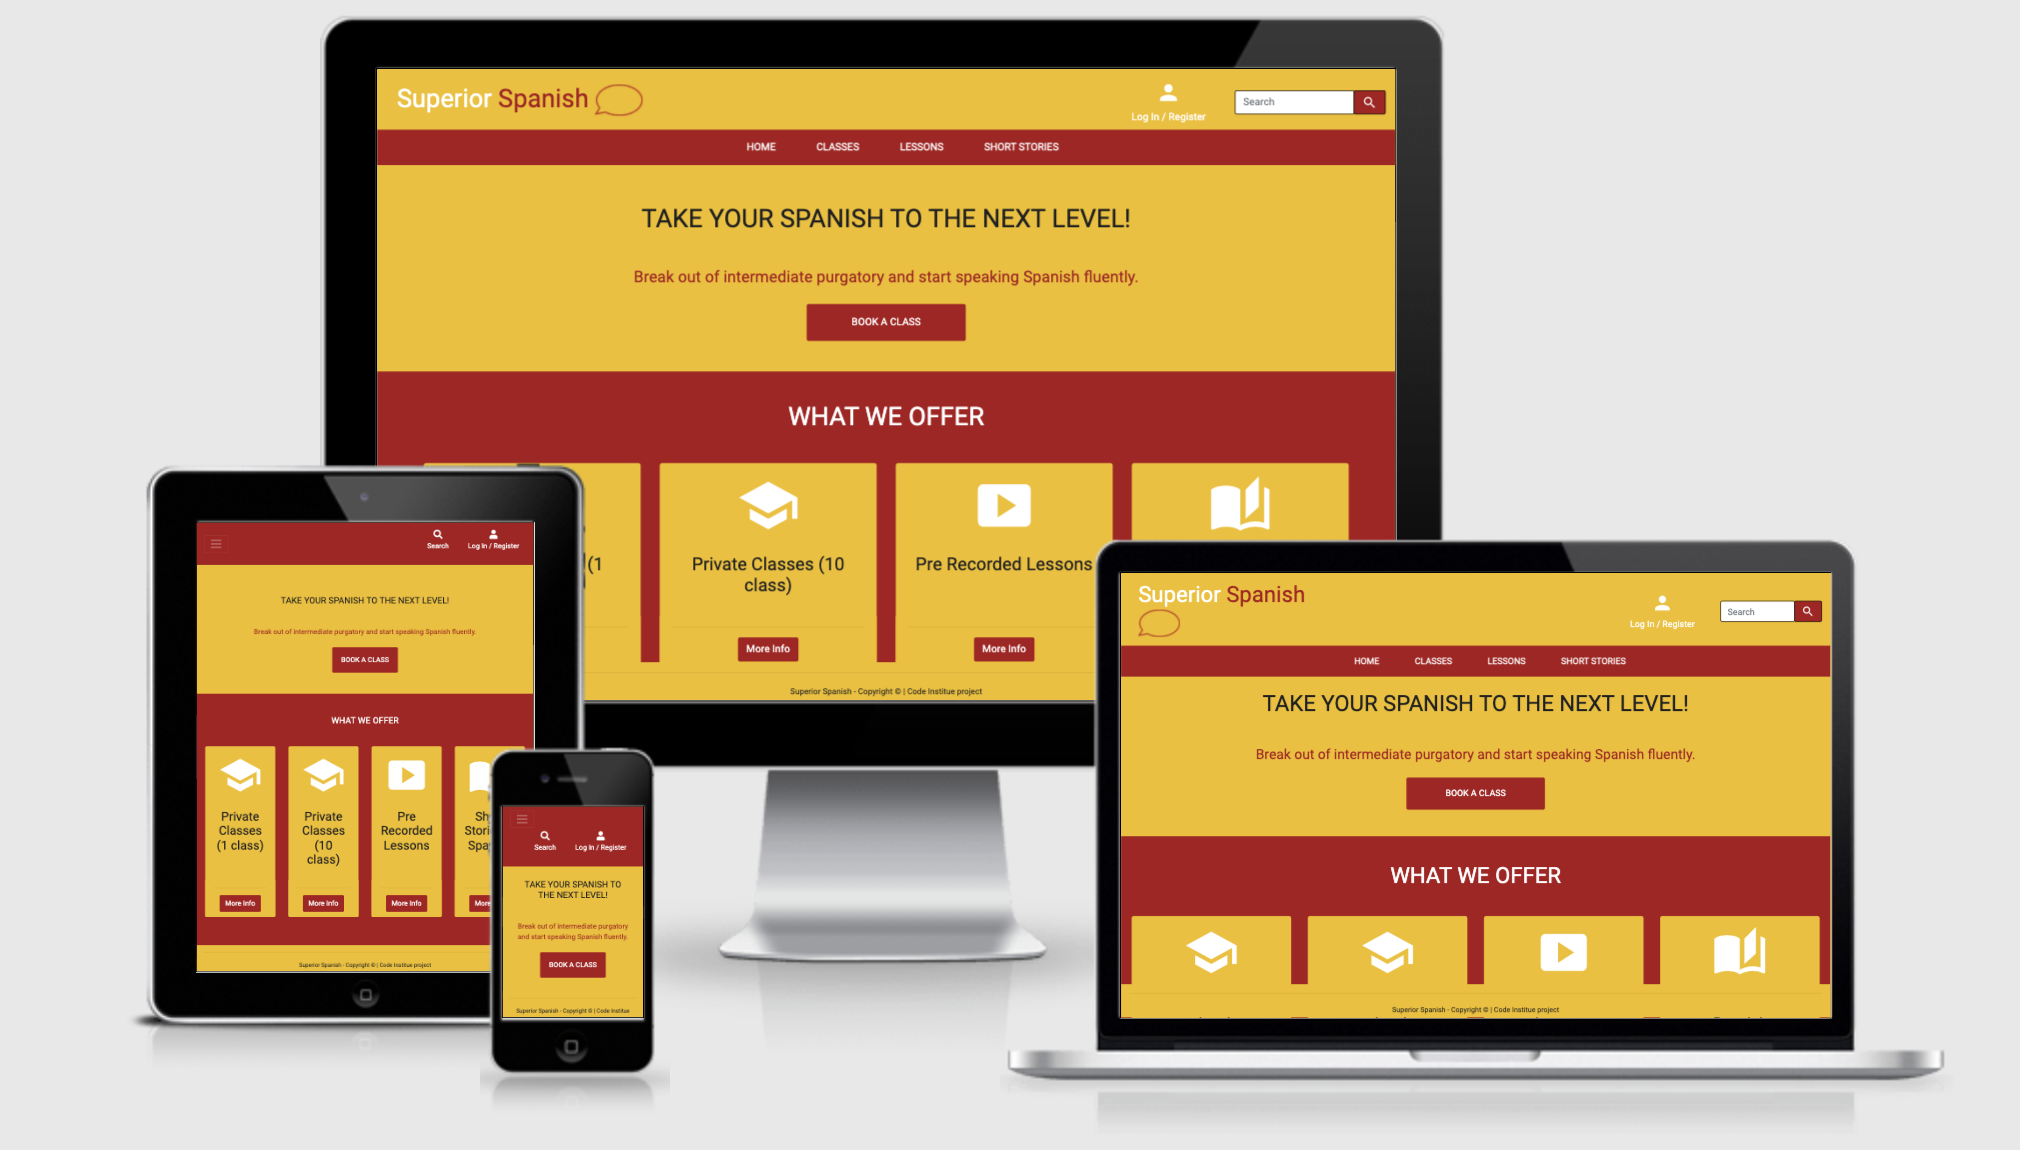 Superior Spanish
Log In / Register
Search
HOME CLASSES LESSONS SHORT STORIES
TAKE YOUR SPANISH TO THE NEXT LEVEL!
Break out of intermediate purgatory and start speaking Spanish fluently.
BOOK A CLASS
WHAT WE OFFER
(1
Private Classes (10
class)
Pre Recorded Lessons
More Info
More Info
Superior Spanish - Copyright © | Code Institue project
Search
Log In / Register
TAKE YOUR SPANISH TO THE NEXT LEVEL!
Break out of intermediate purgatory and start speaking Spanish fluently.
BOOK A CLASS
WHAT WE OFFER
Private
Classes
(1 class)
Private
Classes
(10
class)
Pre
Recorded
Lessons
More Info
More Info
More Info
Superior Spanish - Copyright © | Code Institue project
Search
Log In / Register
TAKE YOUR SPANISH TO
THE NEXT LEVEL!
Break out of intermediate purgatory
and start speaking Spanish fluently.
BOOK A CLASS
Superior Spanish - Copyright © | Code Institue
Superior Spanish
Log In / Register
Search
HOME CLASSES LESSONS SHORT STORIES
TAKE YOUR SPANISH TO THE NEXT LEVEL!
Break out of intermediate purgatory and start speaking Spanish fluently.
BOOK A CLASS
WHAT WE OFFER
Superior Spanish - Copyright © | Code Institue project